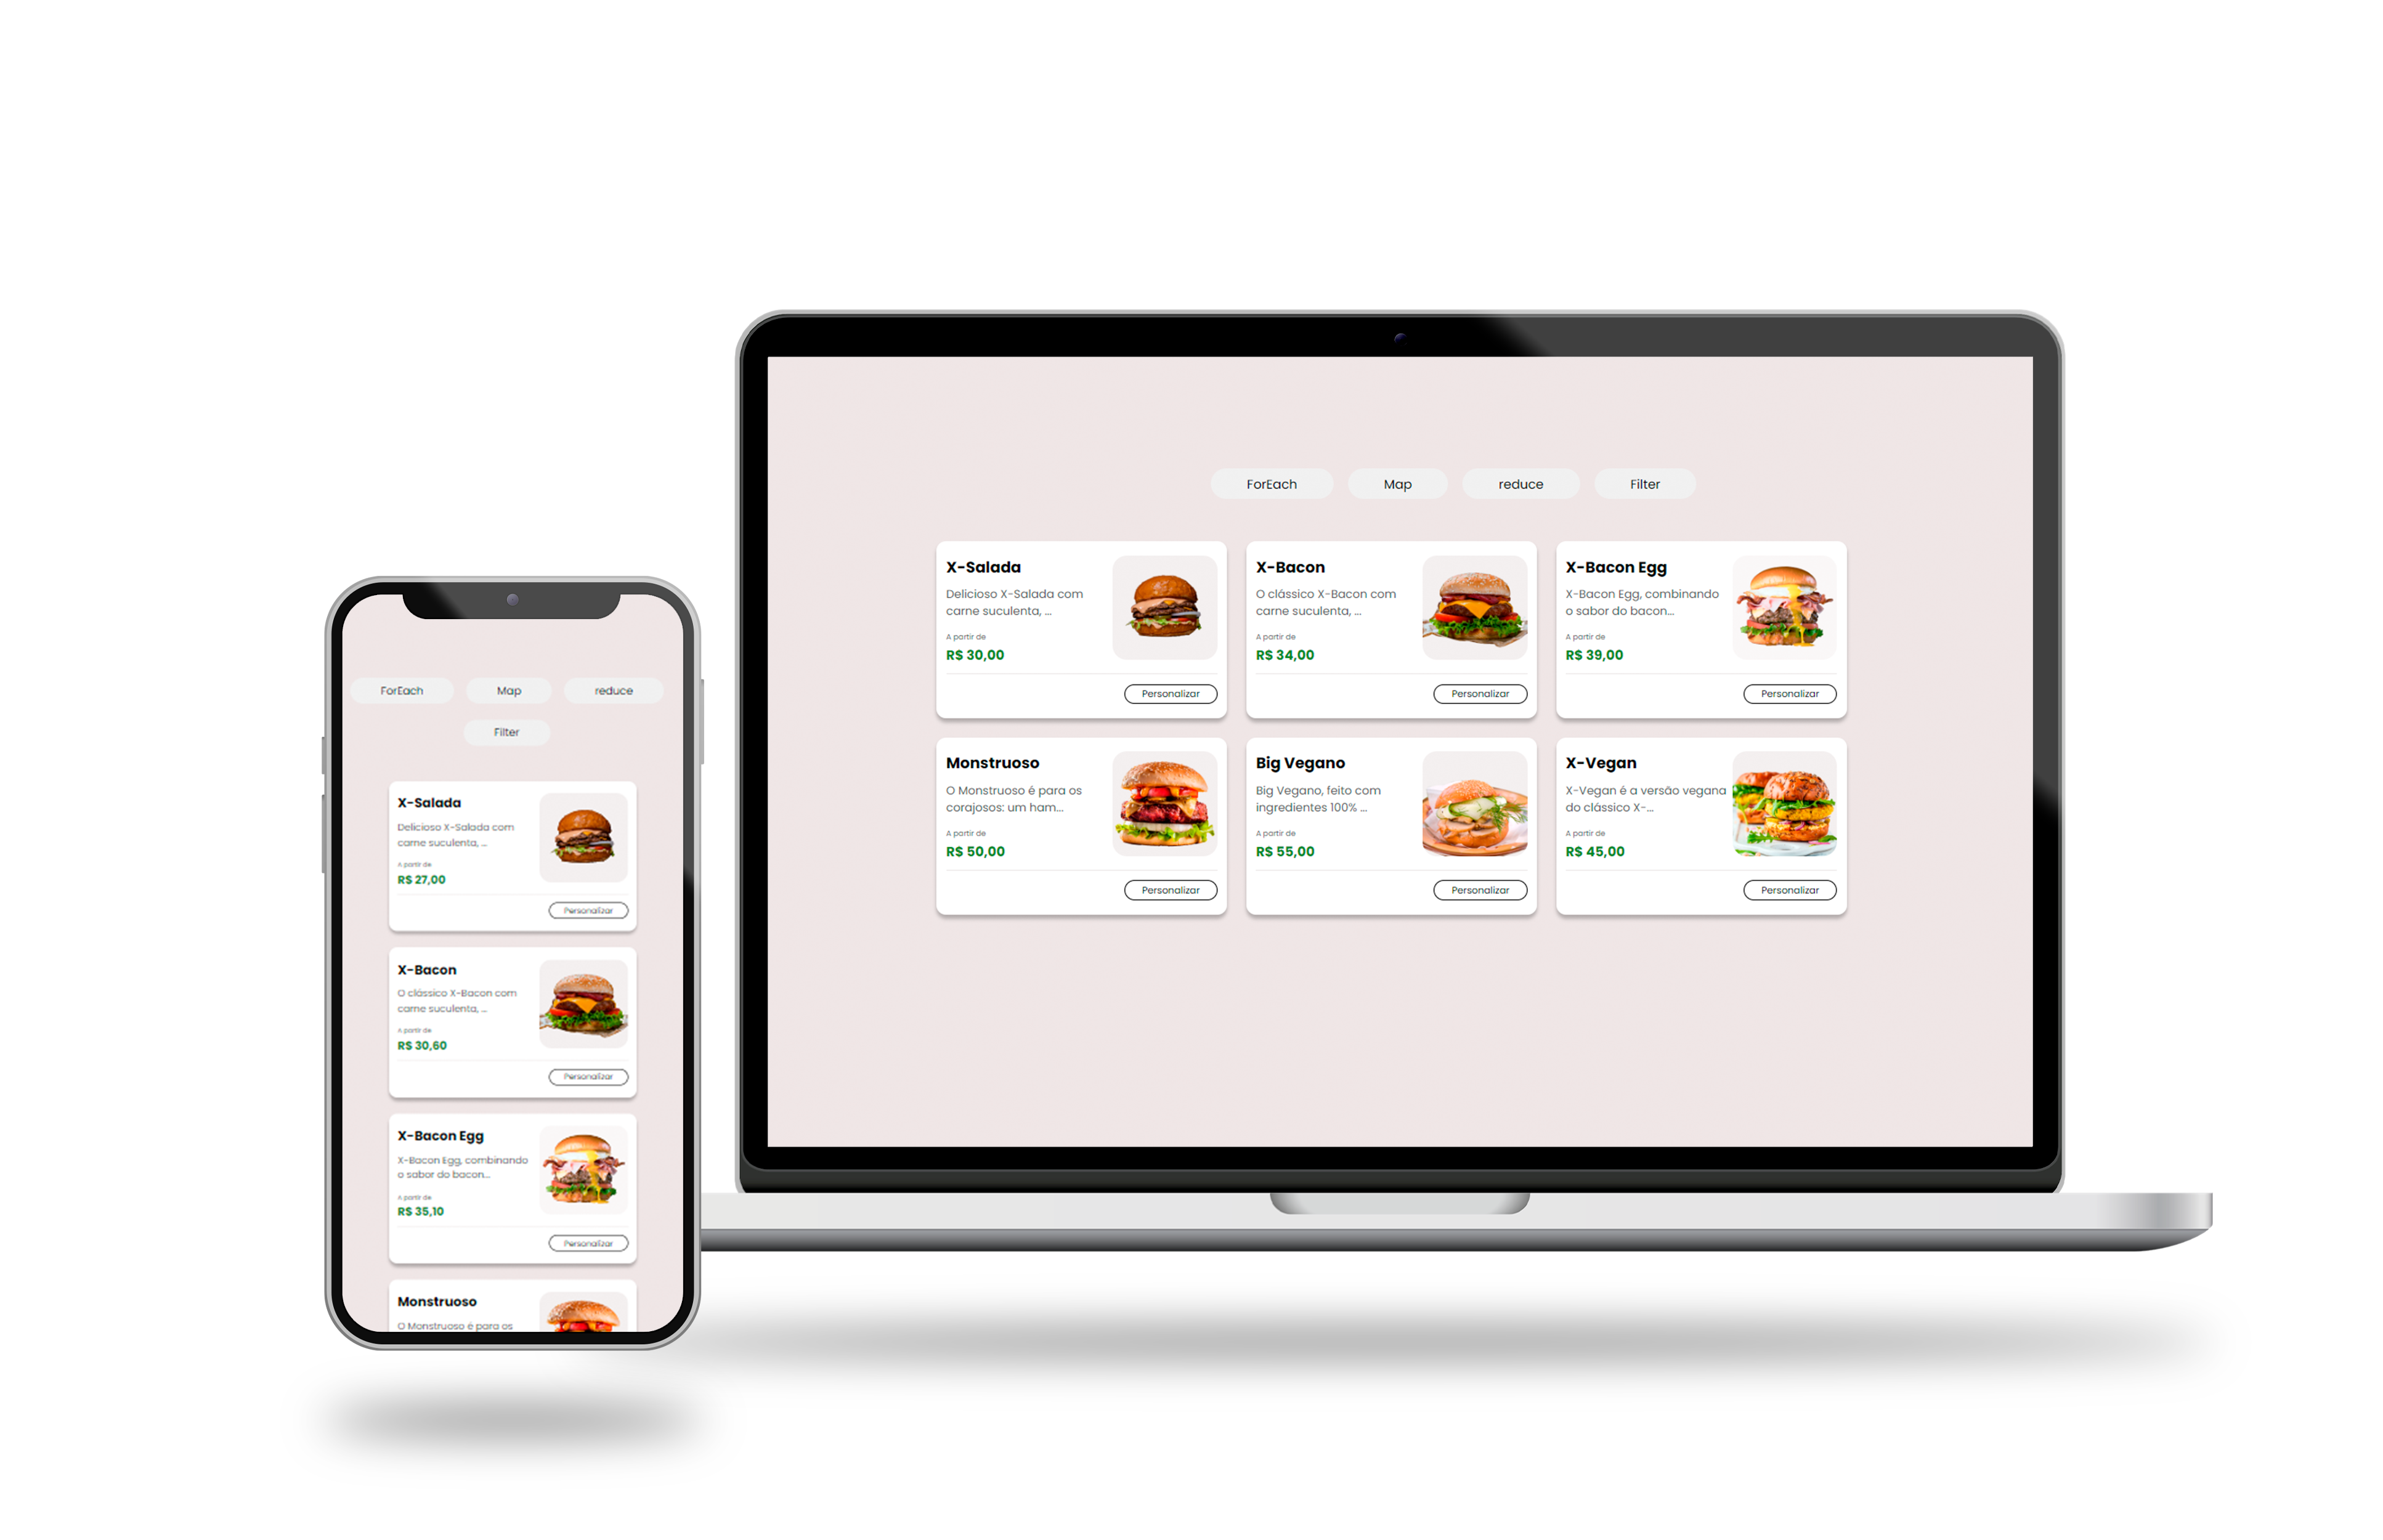 ForEach
Map
reduce
Filter
X-Salada
Delicioso X-Salada com
carne suculenta, ...
A partir de
R$ 27,00
Personalizar
X-Bacon
O clássico X-Bacon com
carne suculenta, ...
A partir de
R$ 30,60
Personalizar
X-Bacon Egg
X-Bacon Egg, combinando
o sabor do bacon...
A partir de
R$ 35,10
Personalizar
Monstruoso
O Monstruoso é para os
ForEach
Map
reduce
Filter
X-Salada
Delicioso X-Salada com
carne suculenta, ...
A partir de
R$ 30,00
Personalizar
X-Bacon
O clássico X-Bacon com
carne suculenta, ...
A partir de
R$ 34,00
Personalizar
X-Bacon Egg
X-Bacon Egg, combinando
o sabor do bacon...
A partir de
R$ 39,00
Personalizar
Monstruoso
O Monstruoso é para os
corajosos: um ham...
A partir de
R$ 50,00
Personalizar
Big Vegano
Big Vegano, feito com
ingredientes 100% ...
A partir de
R$ 55,00
Personalizar
X-Vegan
X-Vegan é a versão vegana
do clássico X-...
A partir de
R$ 45,00
Personalizar